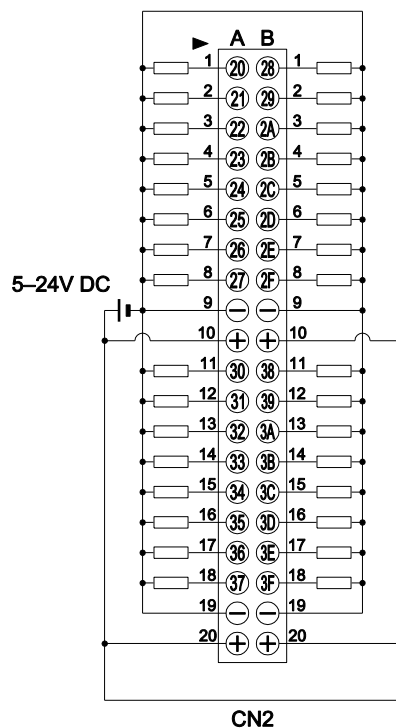 A B
1 20 28 1
2 21 29 2
3 22 2A 3
4 23 2B 4
5 24 2C 5
6 25 2D 6
7 26 2E 7
8 27 2F 8
5–24V DC
9 − − 9
10 + + 10
11 30 38 11
12 31 39 12
13 32 3A 13
14 33 3B 14
15 34 3C 15
16 35 3D 16
17 36 3E 17
18 37 3F 18
19 − − 19
20 + + 20
CN2